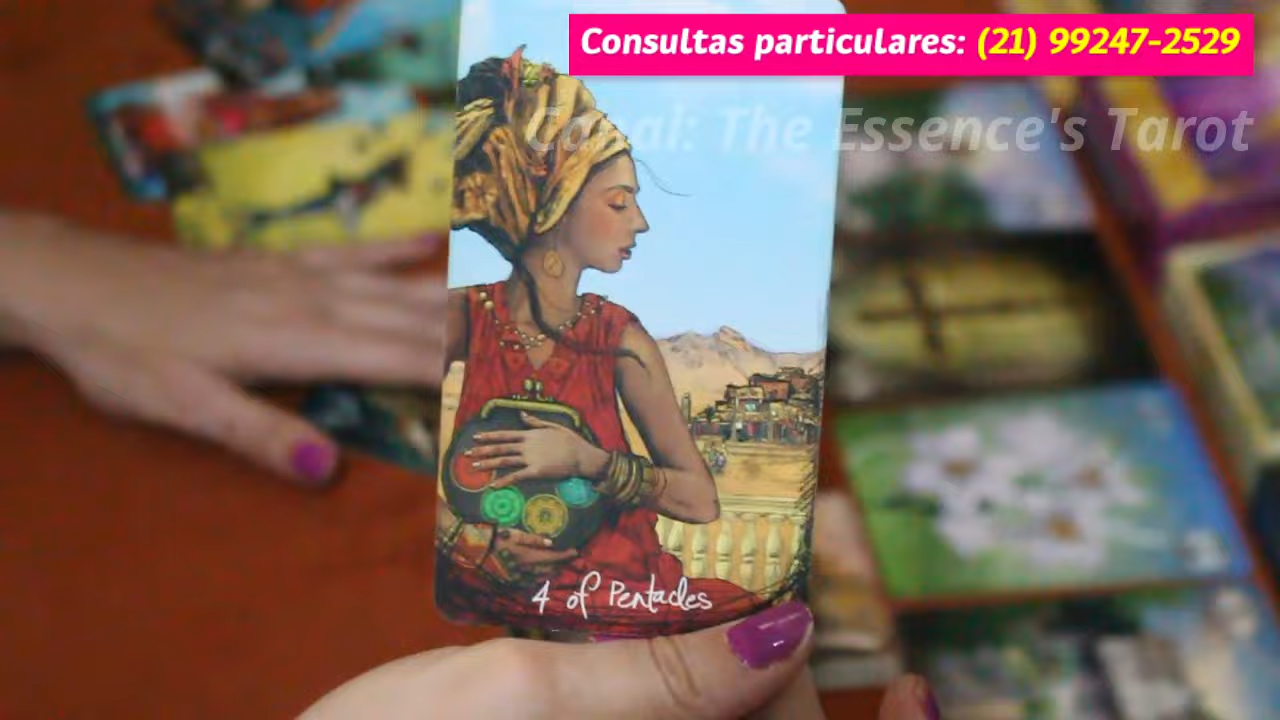 Consultas particulares: (21) 99247-2529
Canal: The Essence's Tarot
4 of Pentacles